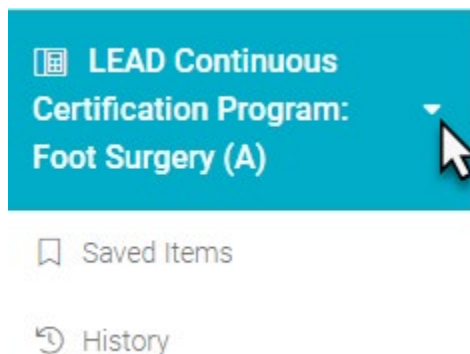 LEAD Continuous
Certification Program:
Foot Surgery (A)
Saved Items
History